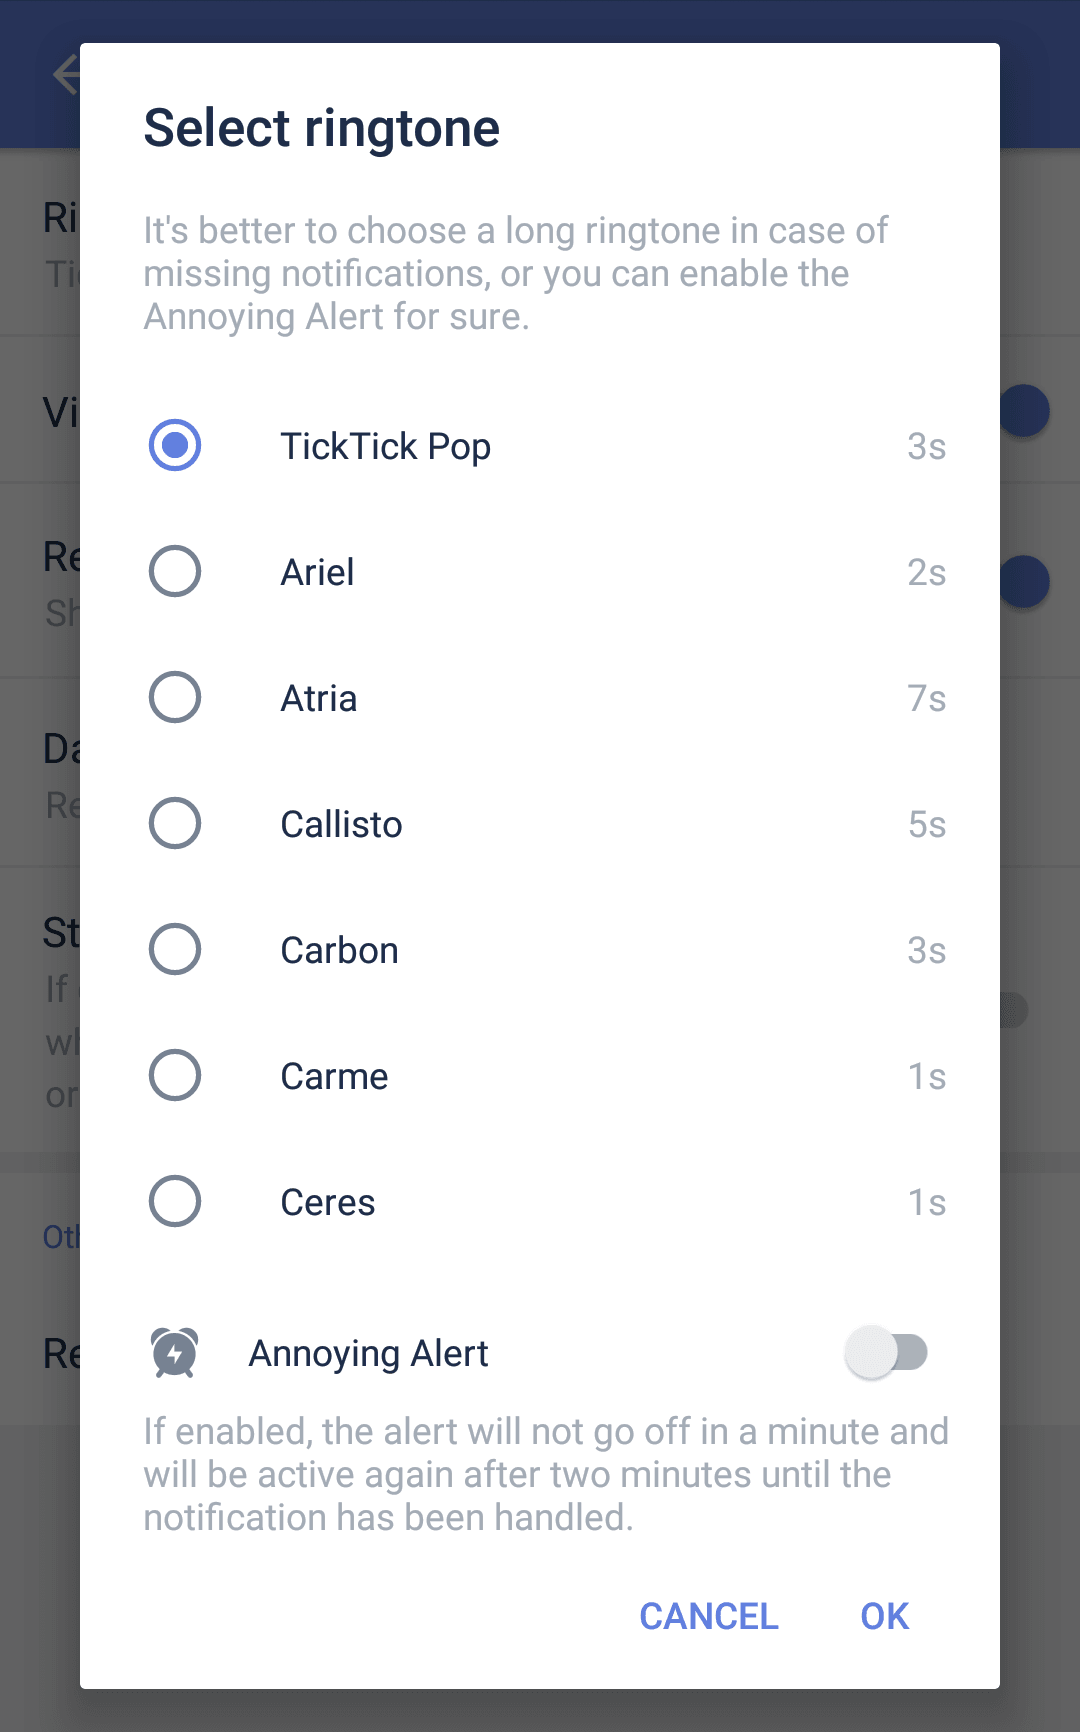 Select ringtone
It's better to choose a long ringtone in case of
missing notifications, or you can enable the
Annoying Alert for sure.
TickTick Pop 3s
Ariel 2s
Atria 7s
Callisto 5s
Carbon 3s
Carme 1s
Ceres 1s
Annoying Alert
If enabled, the alert will not go off in a minute and
will be active again after two minutes until the
notification has been handled.
CANCEL OK